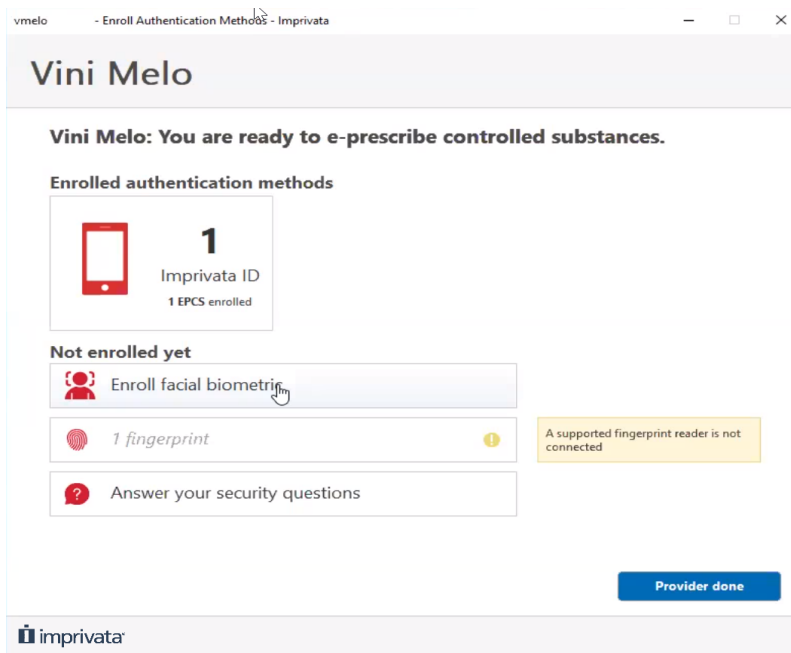 vmelo - Enroll Authentication Methods - Imprivata
Vini Melo
Vini Melo: You are ready to e-prescribe controlled substances.
Enrolled authentication methods
1
Imprivata ID
1 EPCS enrolled
Not enrolled yet
Enroll facial biometric
1 fingerprint
!
A supported fingerprint reader is not
connected
?
Answer your security questions
Provider done
imprivata